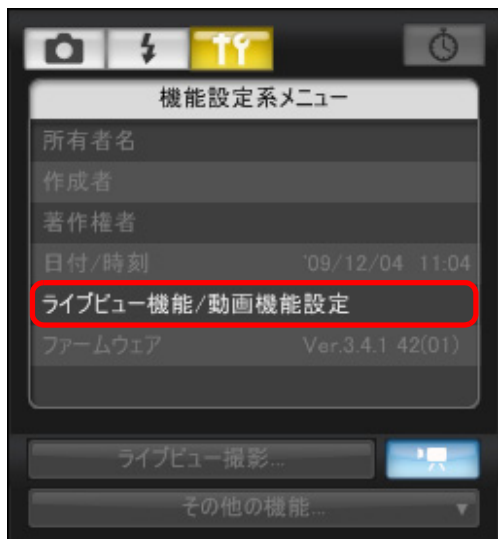 機能設定系メニュー
所有者名
作成者
著作権者
日付/時刻 '09/12/04 11:04
ライブビュー機能/動画機能設定
ファームウェア Ver.3.4.1 42(01)
ライブビュー撮影...
その他の機能...